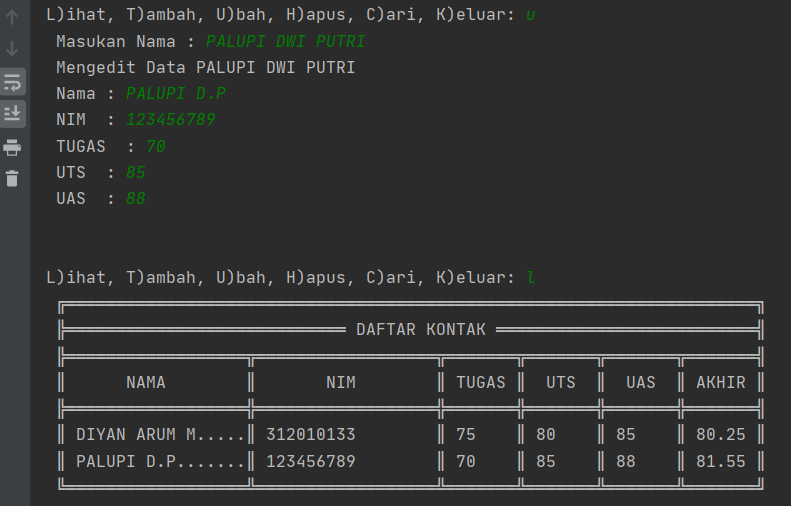 L)ihat, T)ambah, U)bah, H)apus, C)ari, K)eluar: u
Masukan Nama : PALUPI DWI PUTRI
Mengedit Data PALUPI DWI PUTRI
Nama : PALUPI D.P
NIM  : 123456789
TUGAS  : 70
UTS  : 85
UAS  : 88
L)ihat, T)ambah, U)bah, H)apus, C)ari, K)eluar: l
DAFTAR KONTAK
NAMA NIM TUGAS UTS UAS AKHIR
DIYAN ARUM M..... 312010133 75 80 85 80.25
PALUPI D.P....... 123456789 70 85 88 81.55